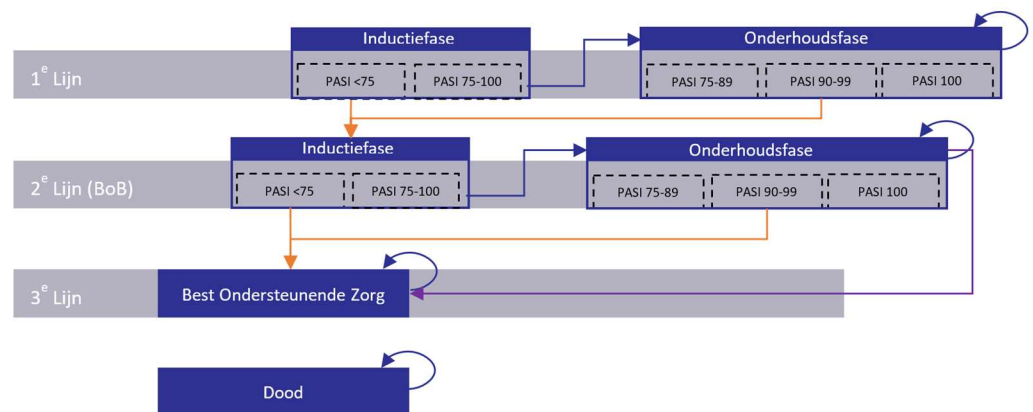 Inductiefase
Onderhoudsfase
1e Lijn
PASI <75
PASI 75-100
PASI 75-89
PASI 90-99
PASI 100
Inductiefase
Onderhoudsfase
2e Lijn (BoB)
PASI <75
PASI 75-100
PASI 75-89
PASI 90-99
PASI 100
3e Lijn
Best Ondersteunende Zorg
Dood